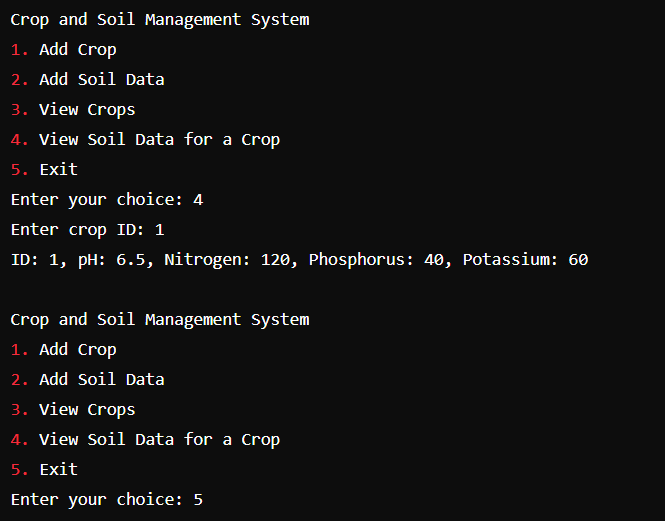 Crop and Soil Management System
1. Add Crop
2. Add Soil Data
3. View Crops
4. View Soil Data for a Crop
5. Exit
Enter your choice: 4
Enter crop ID: 1
ID: 1, pH: 6.5, Nitrogen: 120, Phosphorus: 40, Potassium: 60
Crop and Soil Management System
1. Add Crop
2. Add Soil Data
3. View Crops
4. View Soil Data for a Crop
5. Exit
Enter your choice: 5